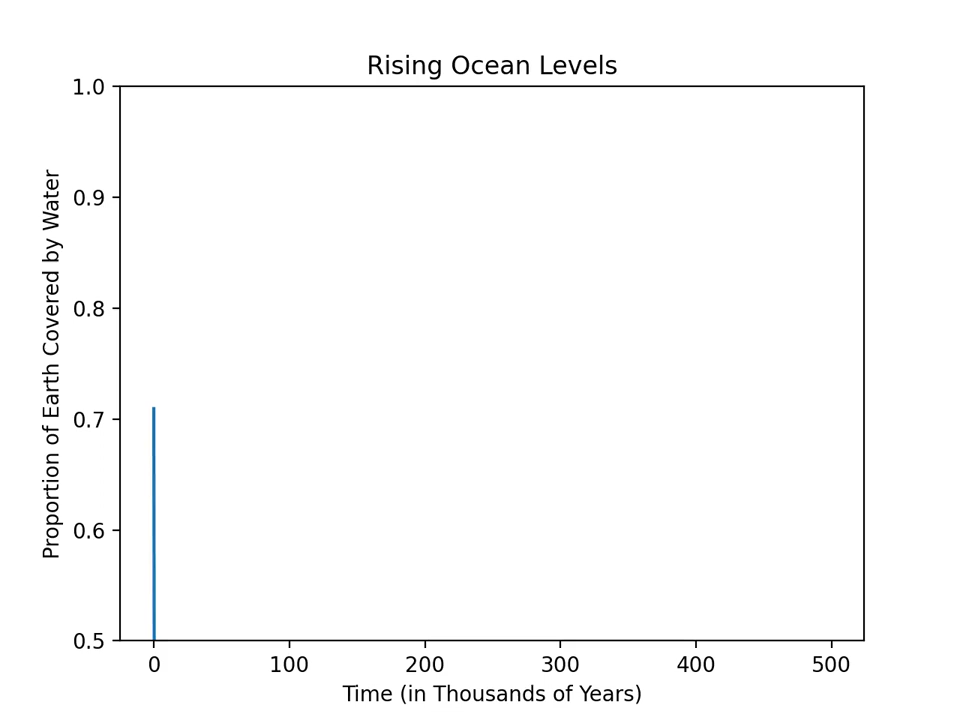 Rising Ocean Levels
1.0
0.9
0.8
0.7
0.6
0.5
Proportion of Earth Covered by Water
0 100 200 300 400 500
Time (in Thousands of Years)